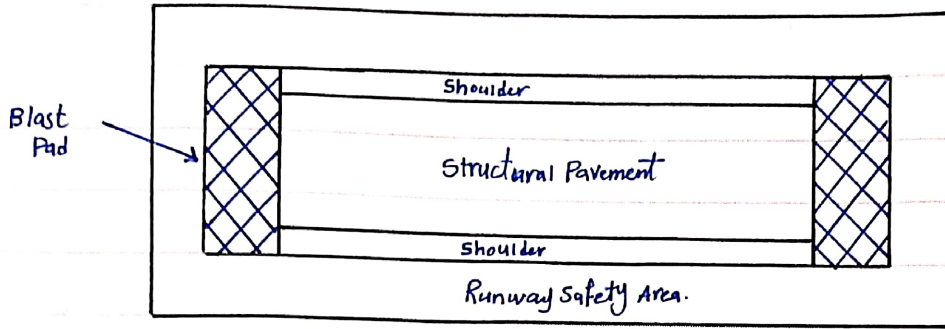 Shoulder
Blast
Pad
Structural Pavement
Shoulder
Runway Safety Area.